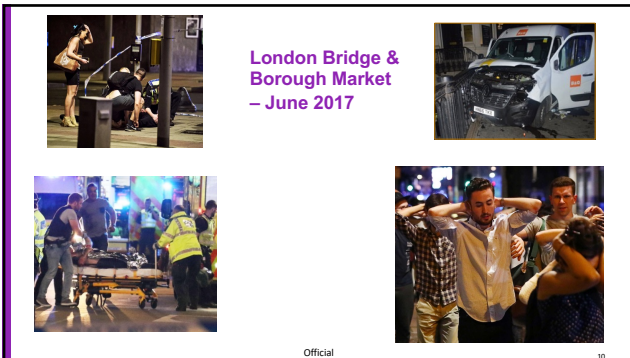 London Bridge &
Borough Market
– June 2017
Official
10